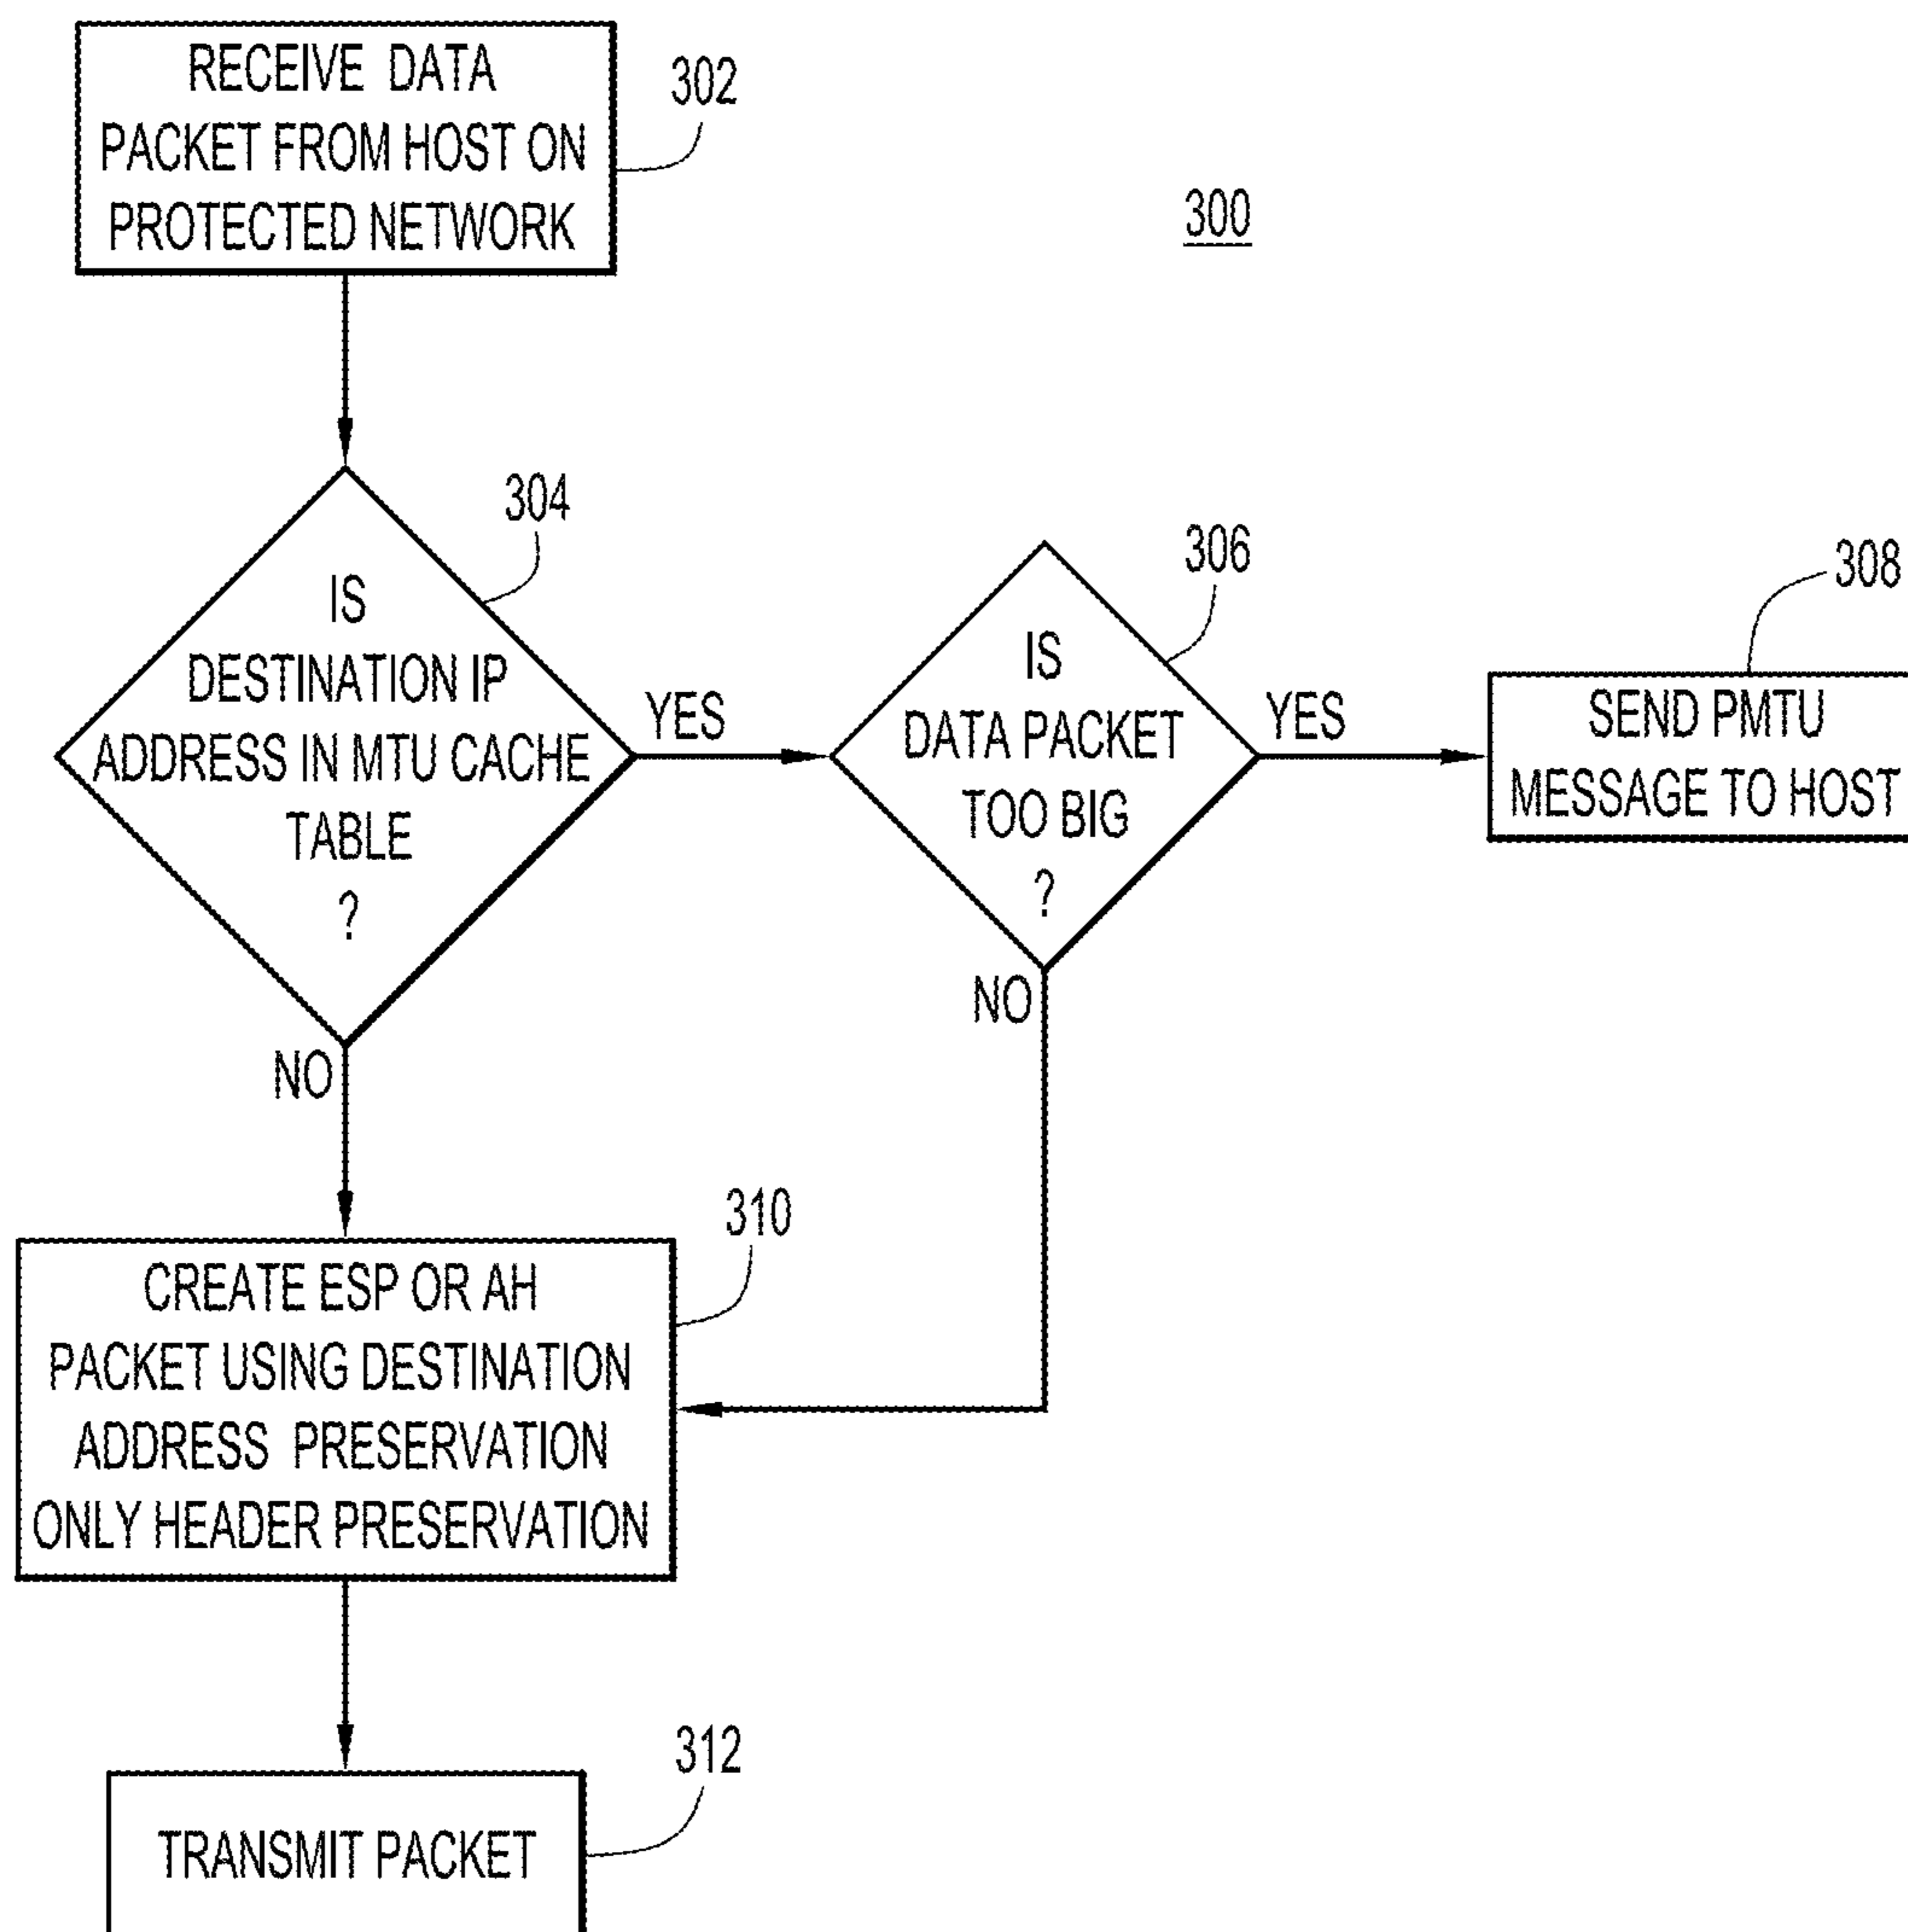 RECEIVE DATA
PACKET FROM HOST ON
PROTECTED NETWORK
302
300
304
IS
DESTINATION IP
ADDRESS IN MTU CACHE
TABLE
?
YES
NO
306
IS
DATA PACKET
TOO BIG
?
YES
NO
308
SEND PMTU
MESSAGE TO HOST
310
CREATE ESP OR AH
PACKET USING DESTINATION
ADDRESS PRESERVATION
ONLY HEADER PRESERVATION
312
TRANSMIT PACKET